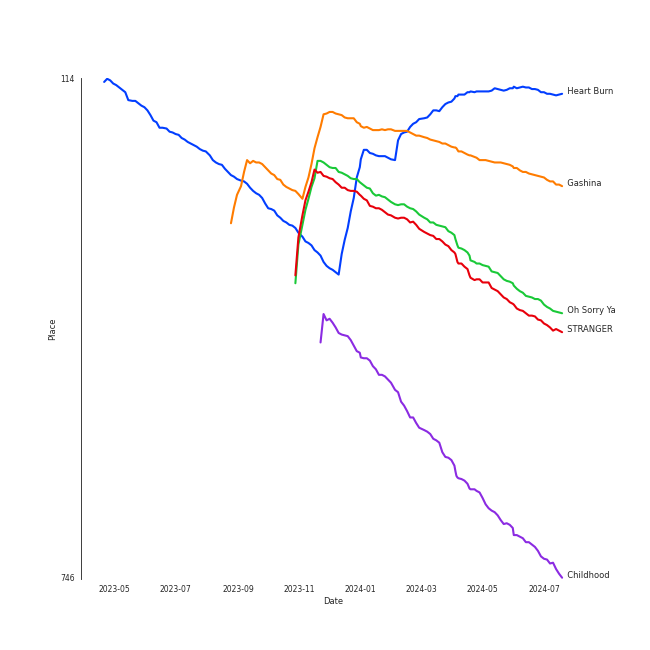 114
Heart Burn
Gashina
Oh Sorry Ya
STRANGER
Place
746
Childhood
2023-05 2023-07 2023-09 2023-11 2024-01 2024-03 2024-05 2024-07
Date